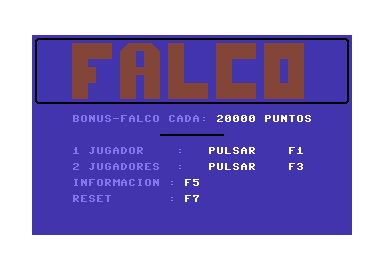 FALCO
BONUS-FALCO CADA: 20000 PUNTOS
1 JUGADOR : PULSAR F1
2 JUGADORES : PULSAR F3
INFORMACION : F5
RESET : F7